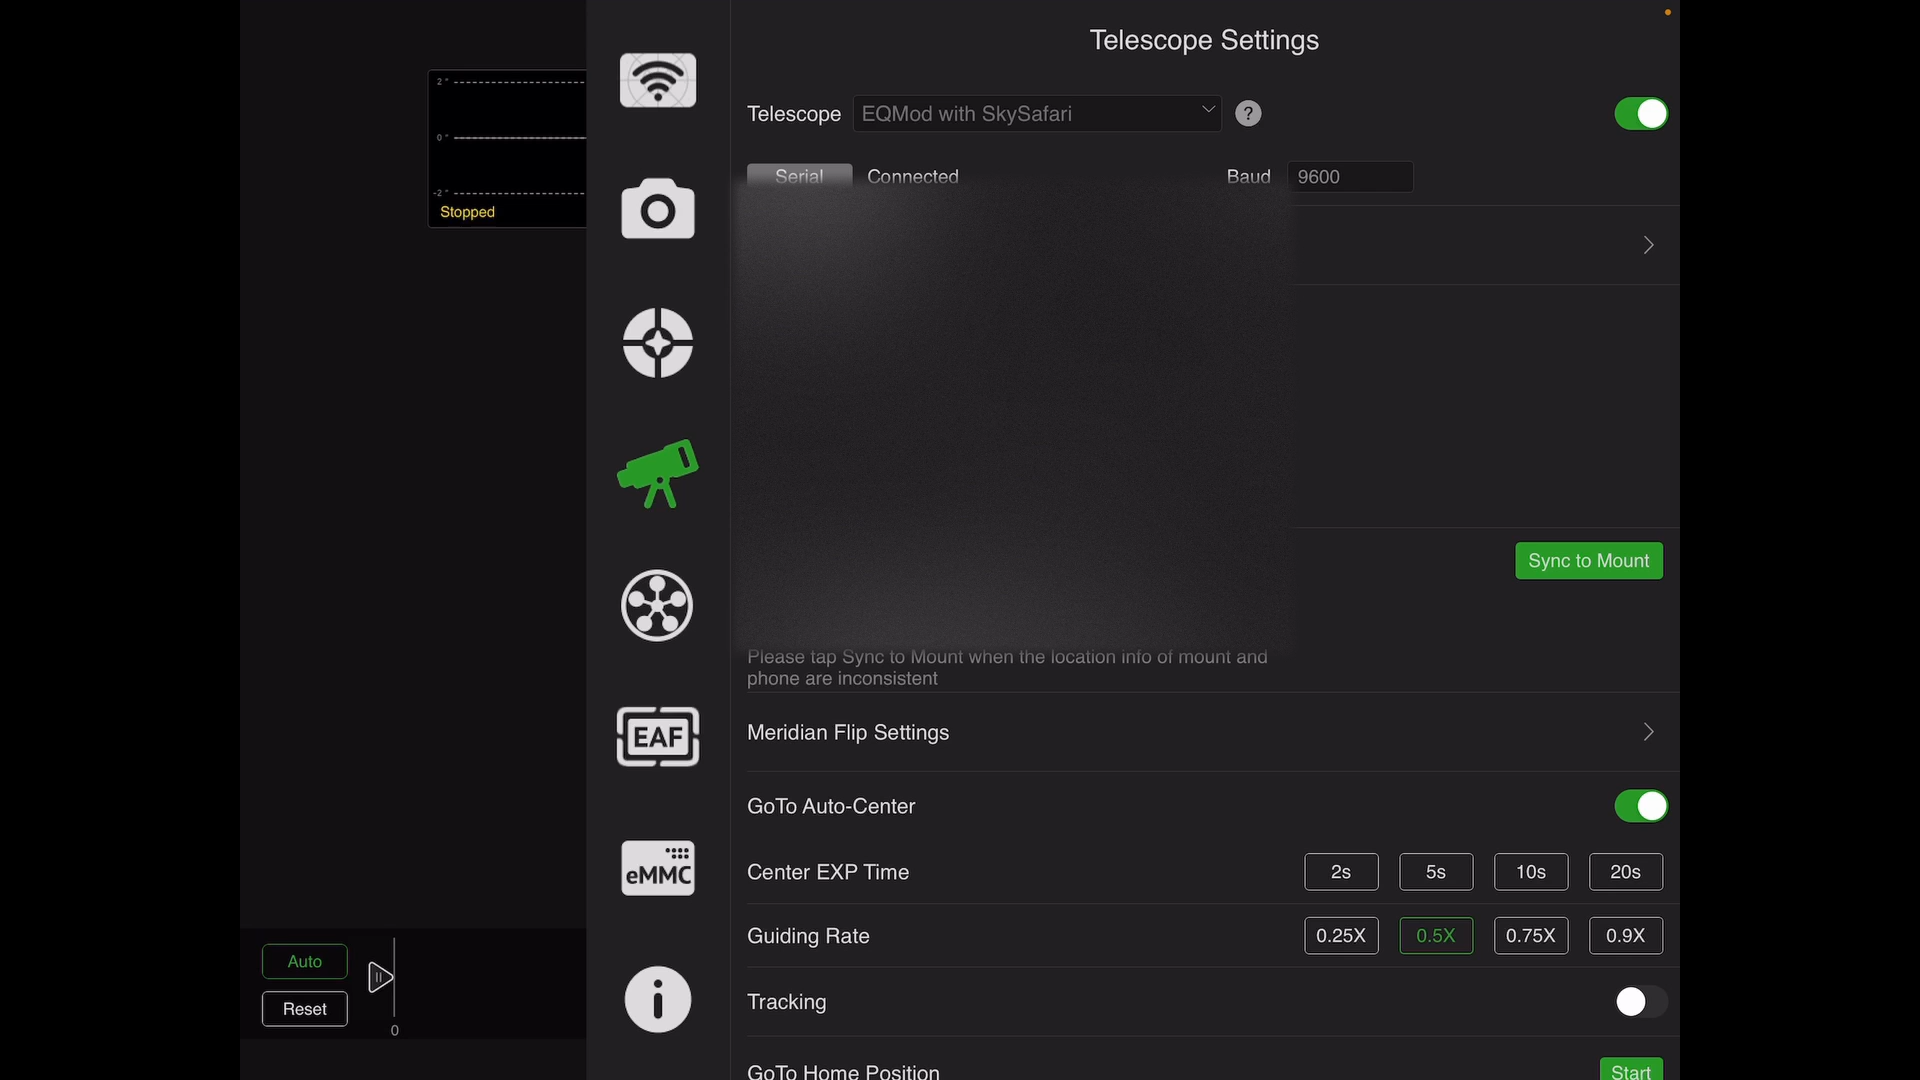 Telescope Settings
Telescope EQMod with SkySafari ?
Serial Connected Baud 9600
2"
0"
-2"
Stopped
Sync to Mount
Please tap Sync to Mount when the location info of mount and
phone are inconsistent
Meridian Flip Settings
GoTo Auto-Center
Center EXP Time 2s 5s 10s 20s
Guiding Rate 0.25X 0.5X 0.75X 0.9X
Tracking
GoTo Home Position Start
EAF
eMMC
i
Auto
Reset
0